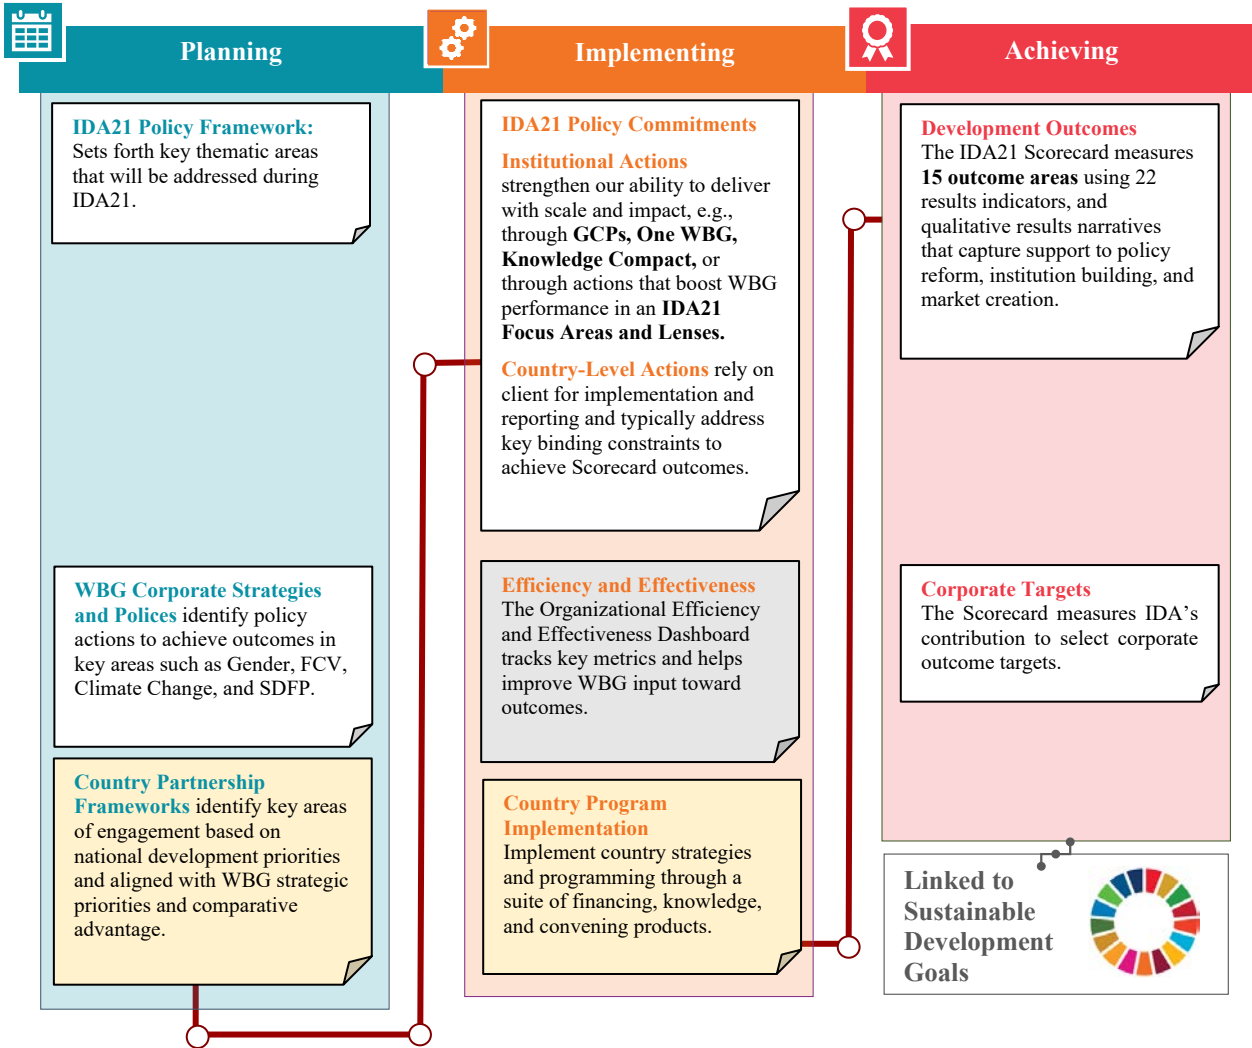 Planning
IDA21 Policy Framework:
Sets forth key thematic areas
that will be addressed during
IDA21.
WBG Corporate Strategies
and Polices identify policy
actions to achieve outcomes in
key areas such as Gender, FCV,
Climate Change, and SDFP.
Country Partnership
Frameworks identify key areas
of engagement based on
national development priorities
and aligned with WBG strategic
priorities and comparative
advantage.
Implementing
IDA21 Policy Commitments
Institutional Actions
strengthen our ability to deliver
with scale and impact, e.g.,
through GCPs, One WBG,
Knowledge Compact, or
through actions that boost WBG
performance in an IDA21
Focus Areas and Lenses.
Country-Level Actions rely on
client for implementation and
reporting and typically address
key binding constraints to
achieve Scorecard outcomes.
Efficiency and Effectiveness
The Organizational Efficiency
and Effectiveness Dashboard
tracks key metrics and helps
improve WBG input toward
outcomes.
Country Program
Implementation
Implement country strategies
and programming through a
suite of financing, knowledge,
and convening products.
Achieving
Development Outcomes
The IDA21 Scorecard measures
15 outcome areas using 22
results indicators, and
qualitative results narratives
that capture support to policy
reform, institution building, and
market creation.
Corporate Targets
The Scorecard measures IDA's
contribution to select corporate
outcome targets.
Linked to
Sustainable
Development
Goals